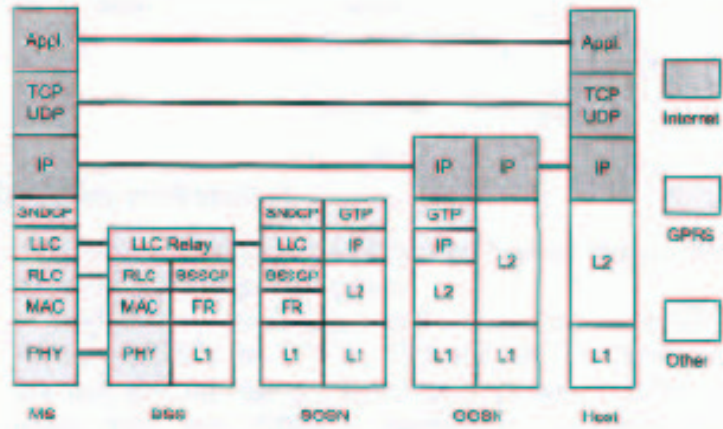 Appl.
Appl.
TCP
UDP
TCP
UDP
Internet
IP
IP
IP
IP
SNDCP
SNDCP
GTP
GTP
GPRS
LLC
LLC Relay
LLC
IP
IP
L2
L2
RLC
RLC
BSSGP
BSSGP
L2
L2
MAC
MAC
FR
FR
PHY
PHY
L1
L1
L1
L1
L1
L1
Other
MS
BSS
SGSN
GGSN
Host